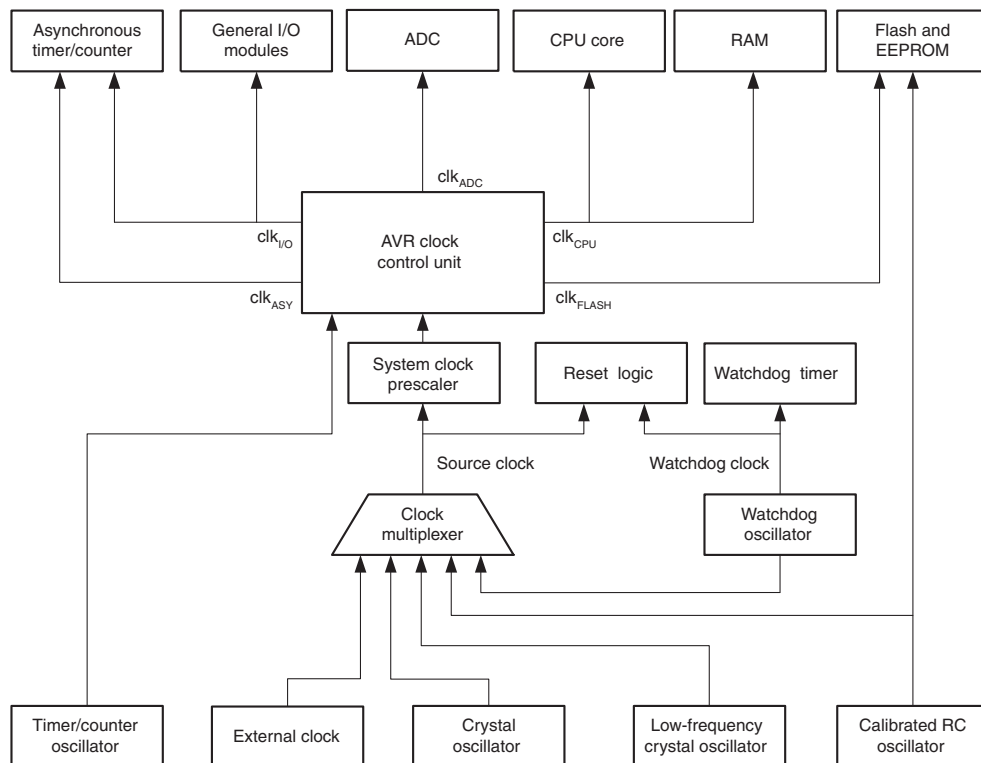 Asynchronous
timer/counter
General I/O
modules
ADC
CPU core
RAM
Flash and
EEPROM
clkADC
clkI/O
AVR clock
control unit
clkCPU
clkASY
clkFLASH
System clock
prescaler
Reset logic
Watchdog timer
Source clock
Watchdog clock
Clock
multiplexer
Watchdog
oscillator
Timer/counter
oscillator
External clock
Crystal
oscillator
Low-frequency
crystal oscillator
Calibrated RC
oscillator